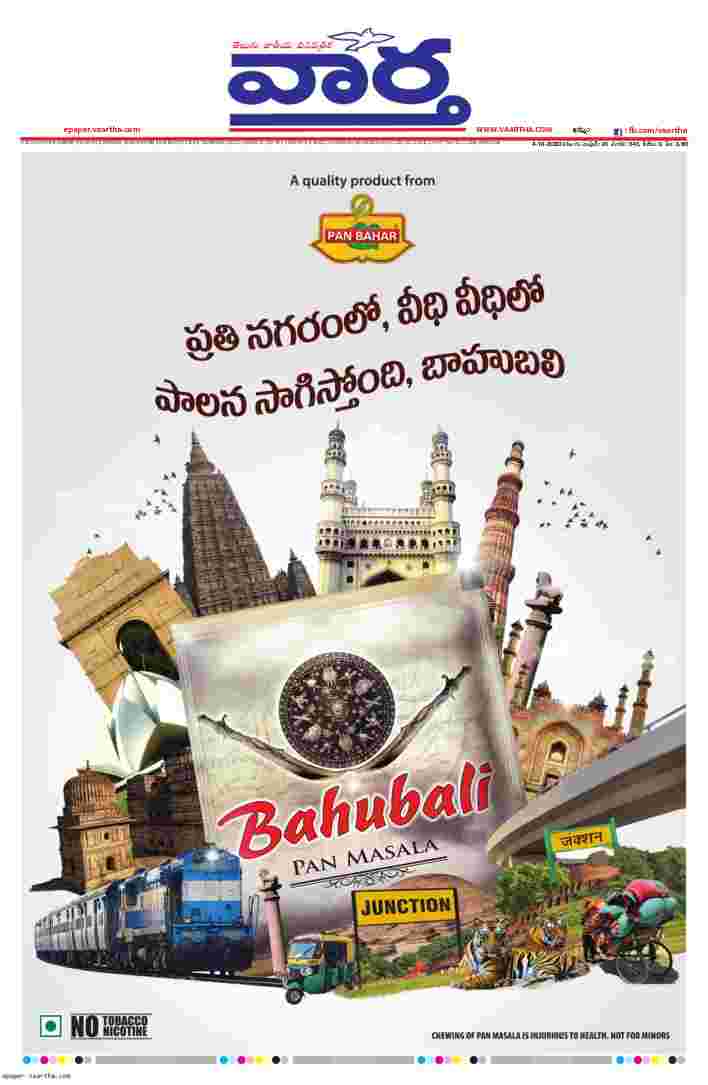 తెలుగు జాతీయ దినపత్రిక
వార్త
epaper.vaartha.com
WWW.VAARTHA.COM
fb.com/vaartha
A quality product from
PAN BAHAR
ప్రతి నగరంలో, వీధి వీధిలో
పాలన సాగిస్తోంది, బాహుబలి
Bahubali
PAN MASALA
जंक्शन
JUNCTION
NO TOBACCO
NICOTINE
CHEWING OF PAN MASALA IS INJURIOUS TO HEALTH. NOT FOR MINORS
epaper.vaartha.com